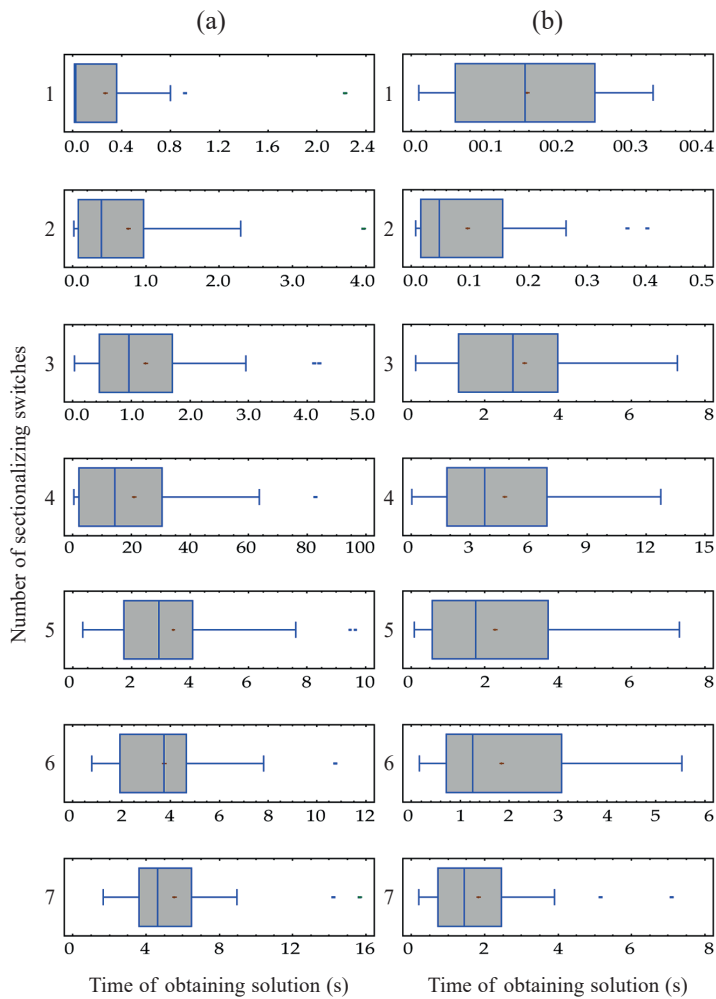 (a) (b)
1 1
0.0 0.4 0.8 1.2 1.6 2.0 2.4 0.0 00.1 00.2 00.3 00.4
2 2
0.0 1.0 2.0 3.0 4.0 0.0 0.1 0.2 0.3 0.4 0.5
3 3
0.0 1.0 2.0 3.0 4.0 5.0 0 2 4 6 8
Number of sectionalizing switches
4 4
0 20 40 60 80 100 0 3 6 9 12 15
5 5
0 2 4 6 8 10 0 2 4 6 8
6 6
0 2 4 6 8 10 12 0 1 2 3 4 5 6
7 7
0 4 8 12 16 0 2 4 6 8
Time of obtaining solution (s) Time of obtaining solution (s)